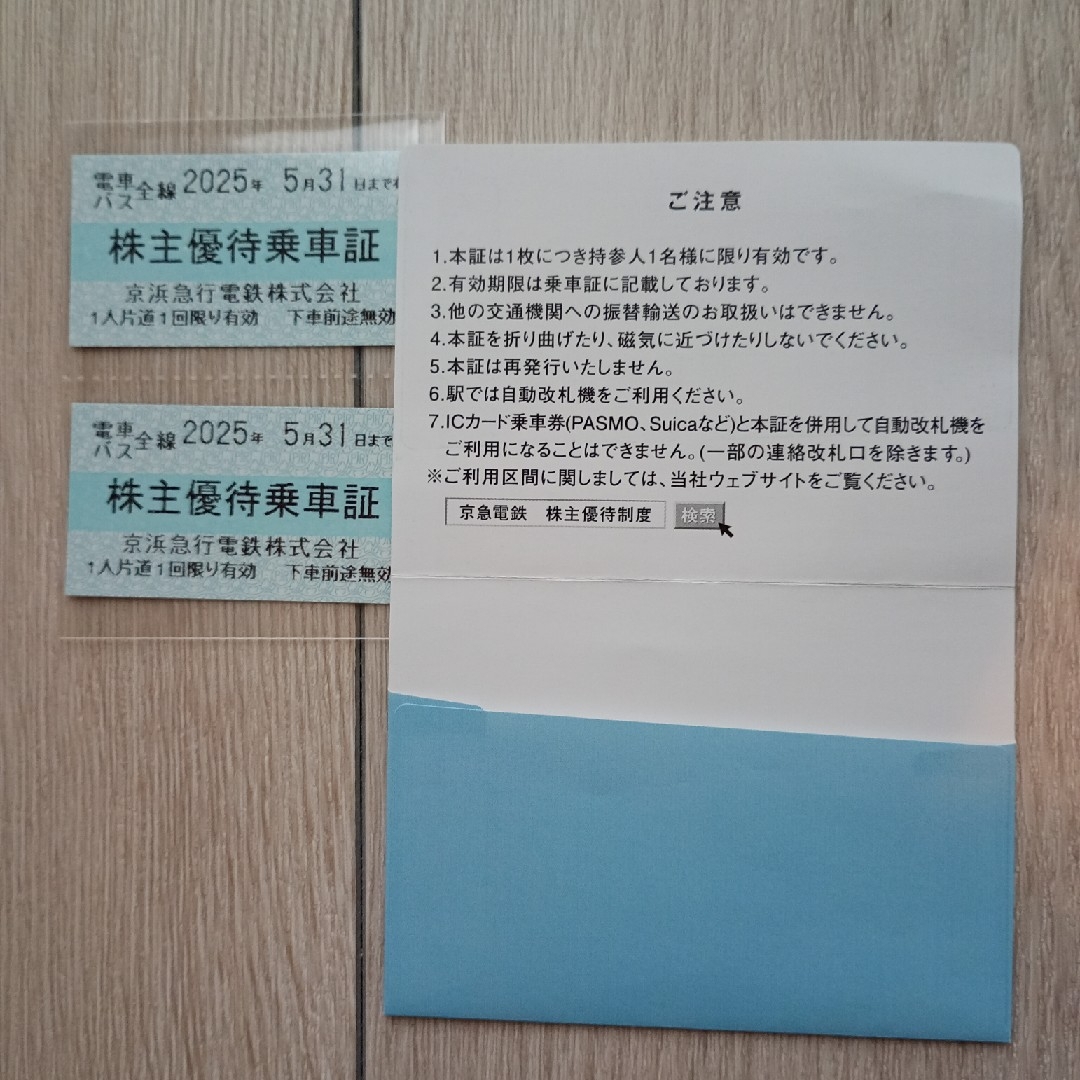 電車
バス全線 2025年 5月31日まで
株主優待乗車証
京浜急行電鉄株式会社
1人片道1回限り有効 下車前途無効
電車
バス全線 2025年 5月31日まで
株主優待乗車証
京浜急行電鉄株式会社
1人片道1回限り有効 下車前途無効
ご注意
1.本証は1枚につき持参人1名様に限り有効です。
2.有効期限は乗車証に記載しております。
3.他の交通機関への振替輸送のお取扱いはできません。
4.本証を折り曲げたり、磁気に近づけたりしないでください。
5.本証は再発行いたしません。
6.駅では自動改札機をご利用ください。
7.ICカード乗車券(PASMO、Suicaなど)と本証を併用して自動改札機を
ご利用になることはできません。(一部の連絡改札口を除きます。)
※ご利用区間に関しましては、当社ウェブサイトをご覧ください。
京急電鉄 株主優待制度 検索